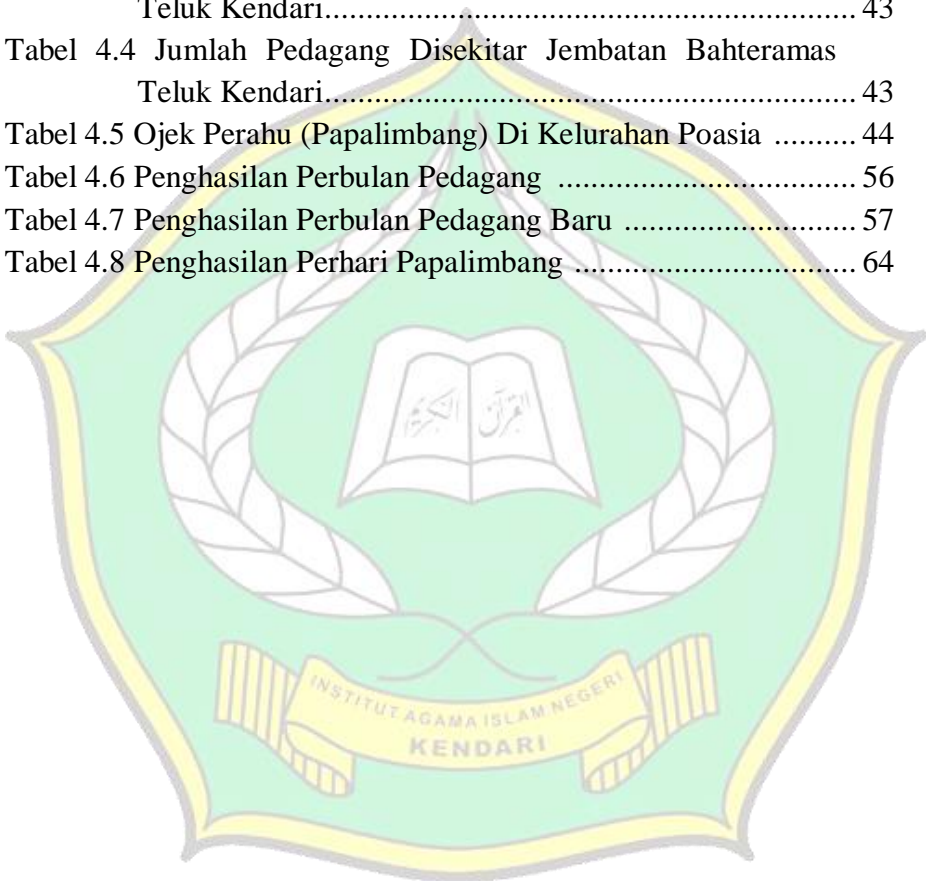 Teluk Kendari................................................................ 43
Tabel 4.4 Jumlah Pedagang Disekitar Jembatan Bahteramas
Teluk Kendari................................................................ 43
Tabel 4.5 Ojek Perahu (Papalimbang) Di Kelurahan Poasia .......... 44
Tabel 4.6 Penghasilan Perbulan Pedagang .................................... 56
Tabel 4.7 Penghasilan Perbulan Pedagang Baru ............................ 57
Tabel 4.8 Penghasilan Perhari Papalimbang .................................. 64
القرآن الكريم
INSTITUT AGAMA ISLAM NEGERI
KENDARI